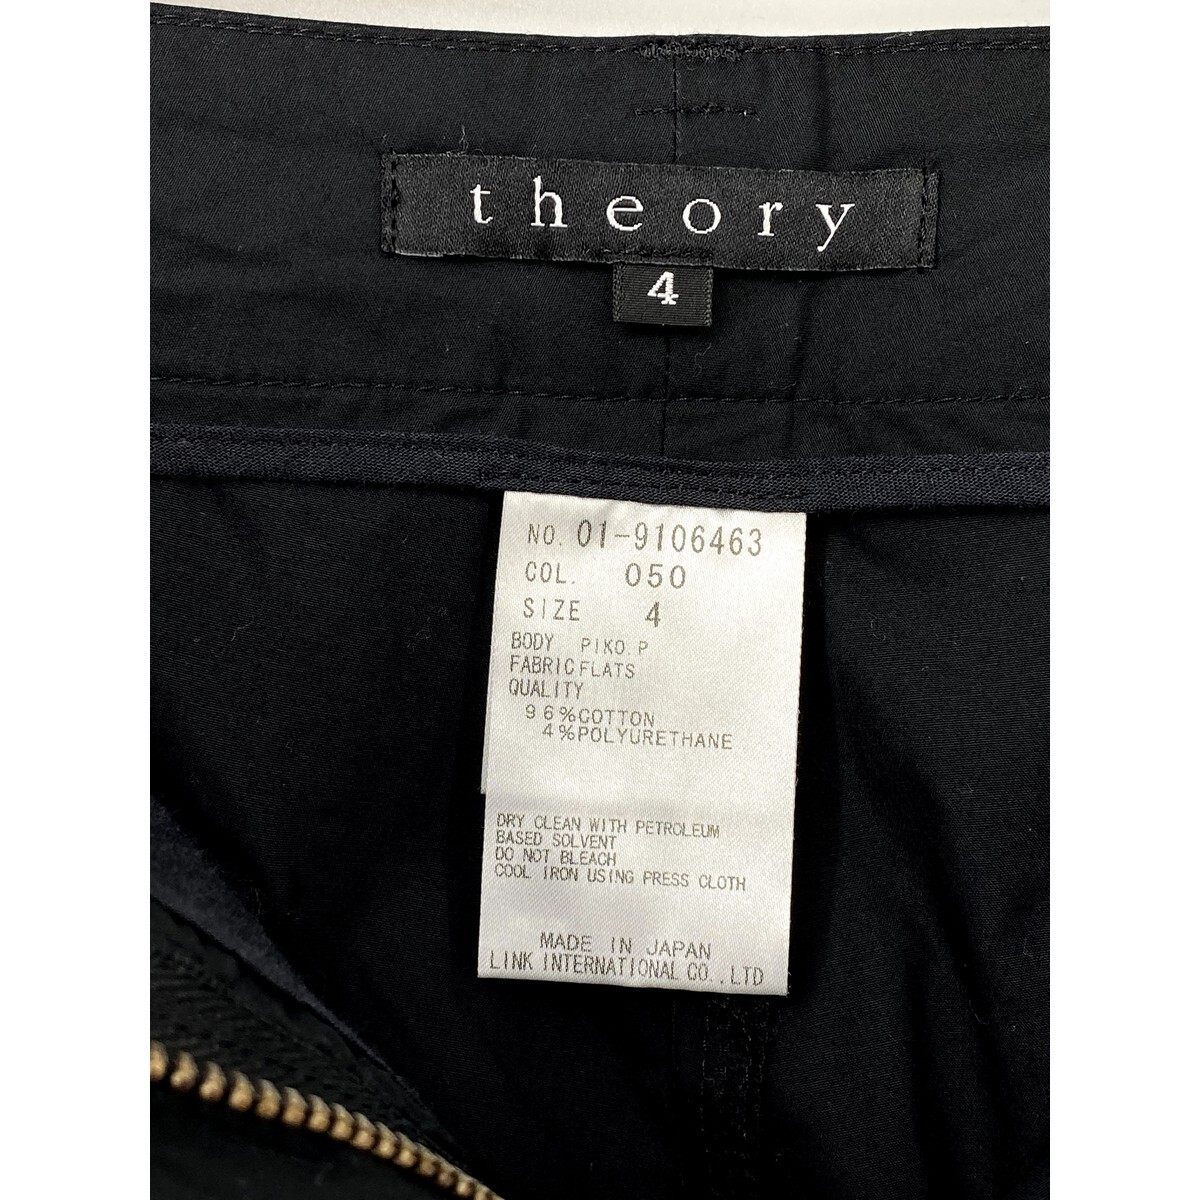 theory
4
NO. 01-9106463
COL. 050
SIZE 4
BODY PIKO.P
FABRIC FLATS
QUALITY
96%COTTON
4%POLYURETHANE
DRY CLEAN WITH PETROLEUM
BASED SOLVENT
DO NOT BLEACH
COOL IRON USING PRESS CLOTH
MADE IN JAPAN
LINK INTERNATIONAL CO.,LTD